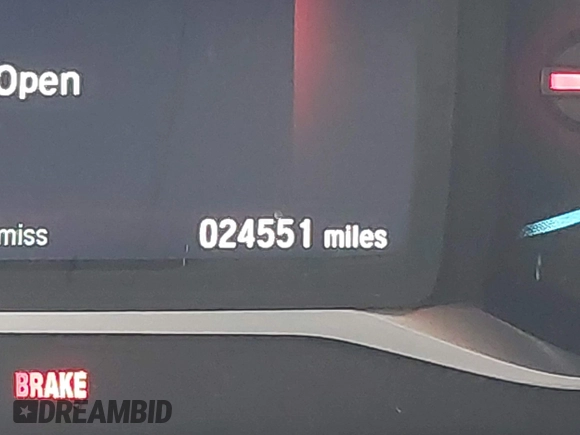 Open
miss
024551 miles
BRAKE
DREAMBID